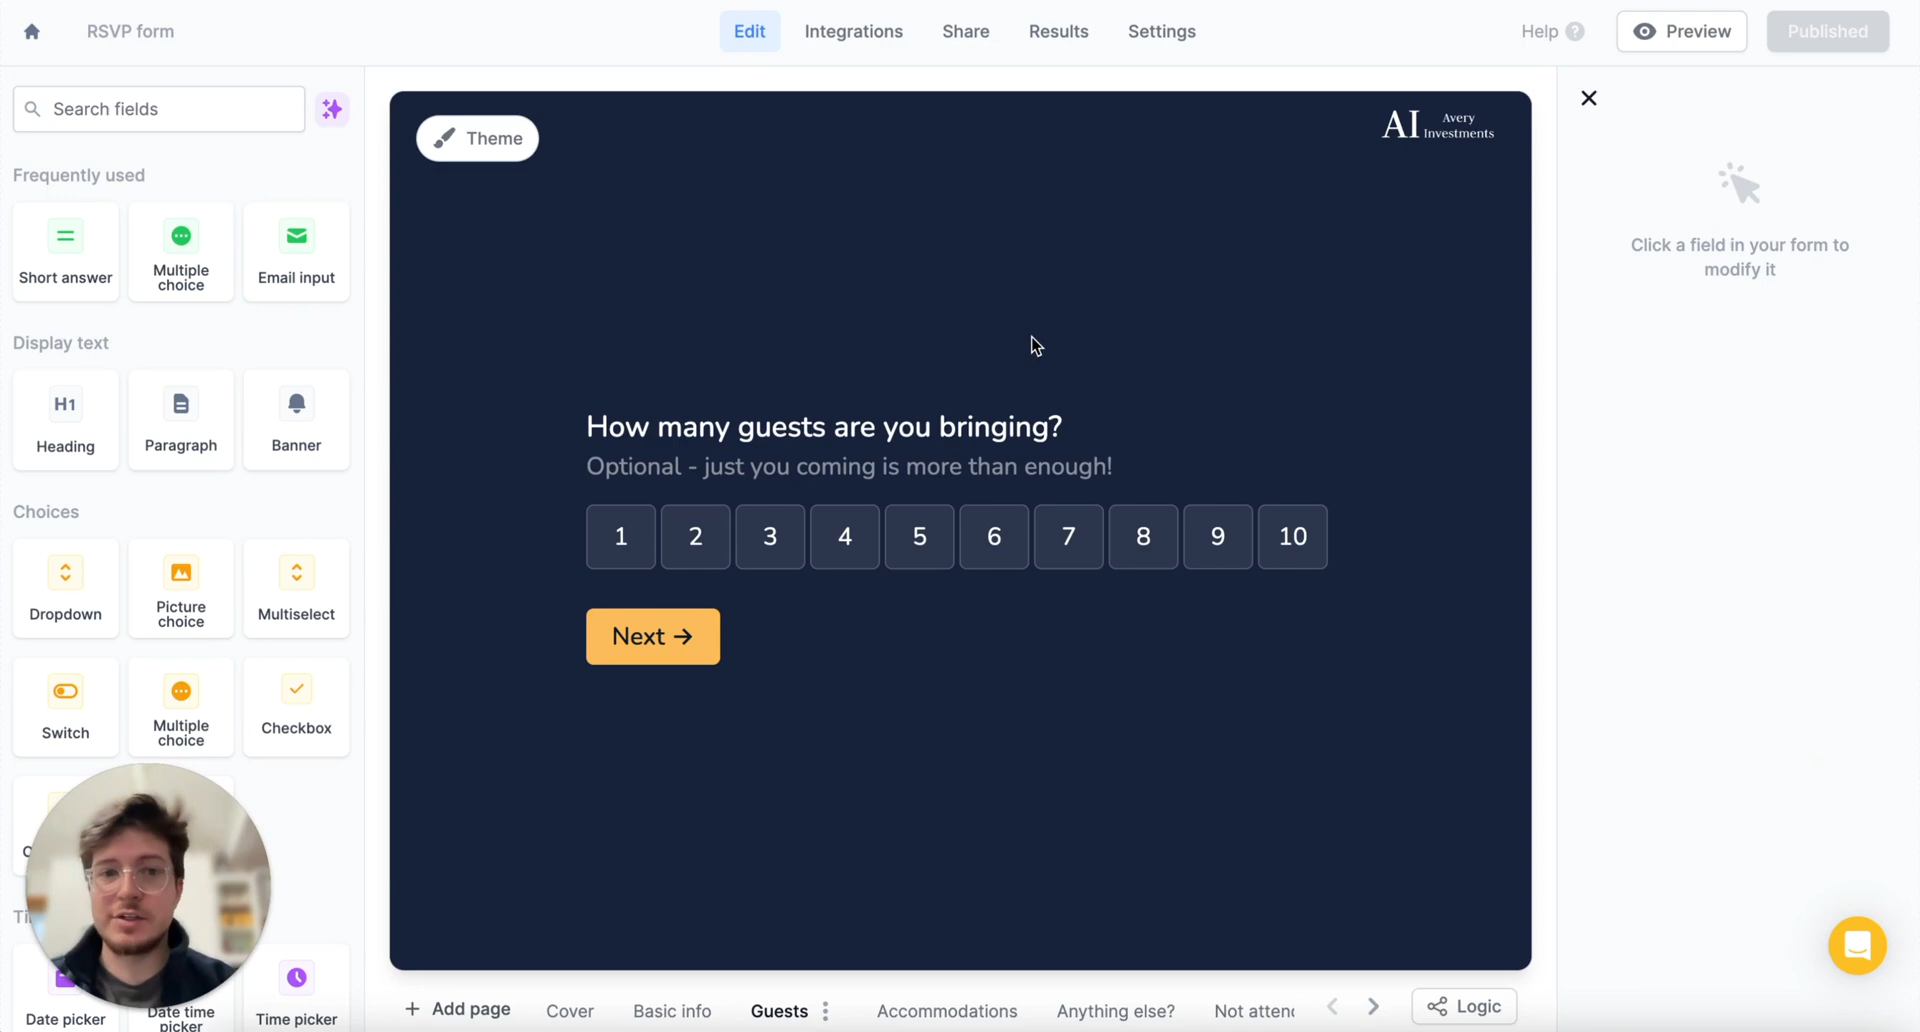 RSVP form
Edit
Integrations
Share
Results
Settings
Help ?
Preview
Published
Search fields
Frequently used
Short answer
Multiple
choice
Email input
Display text
H1
Heading
Paragraph
Banner
Choices
Dropdown
Picture
choice
Multiselect
Switch
Multiple
choice
Checkbox
Date picker
Date time
picker
Time picker
Theme
AI Avery
Investments
How many guests are you bringing?
Optional - just you coming is more than enough!
1 2 3 4 5 6 7 8 9 10
Next →
+ Add page
Cover
Basic info
Guests
Accommodations
Anything else?
Not atten
Logic
Click a field in your form to
modify it